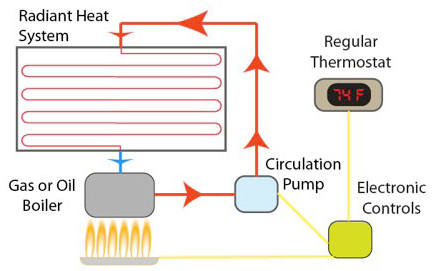 Radiant Heat
System
Regular
Thermostat
74 F
Circulation
Pump
Gas or Oil
Boiler
Electronic
Controls